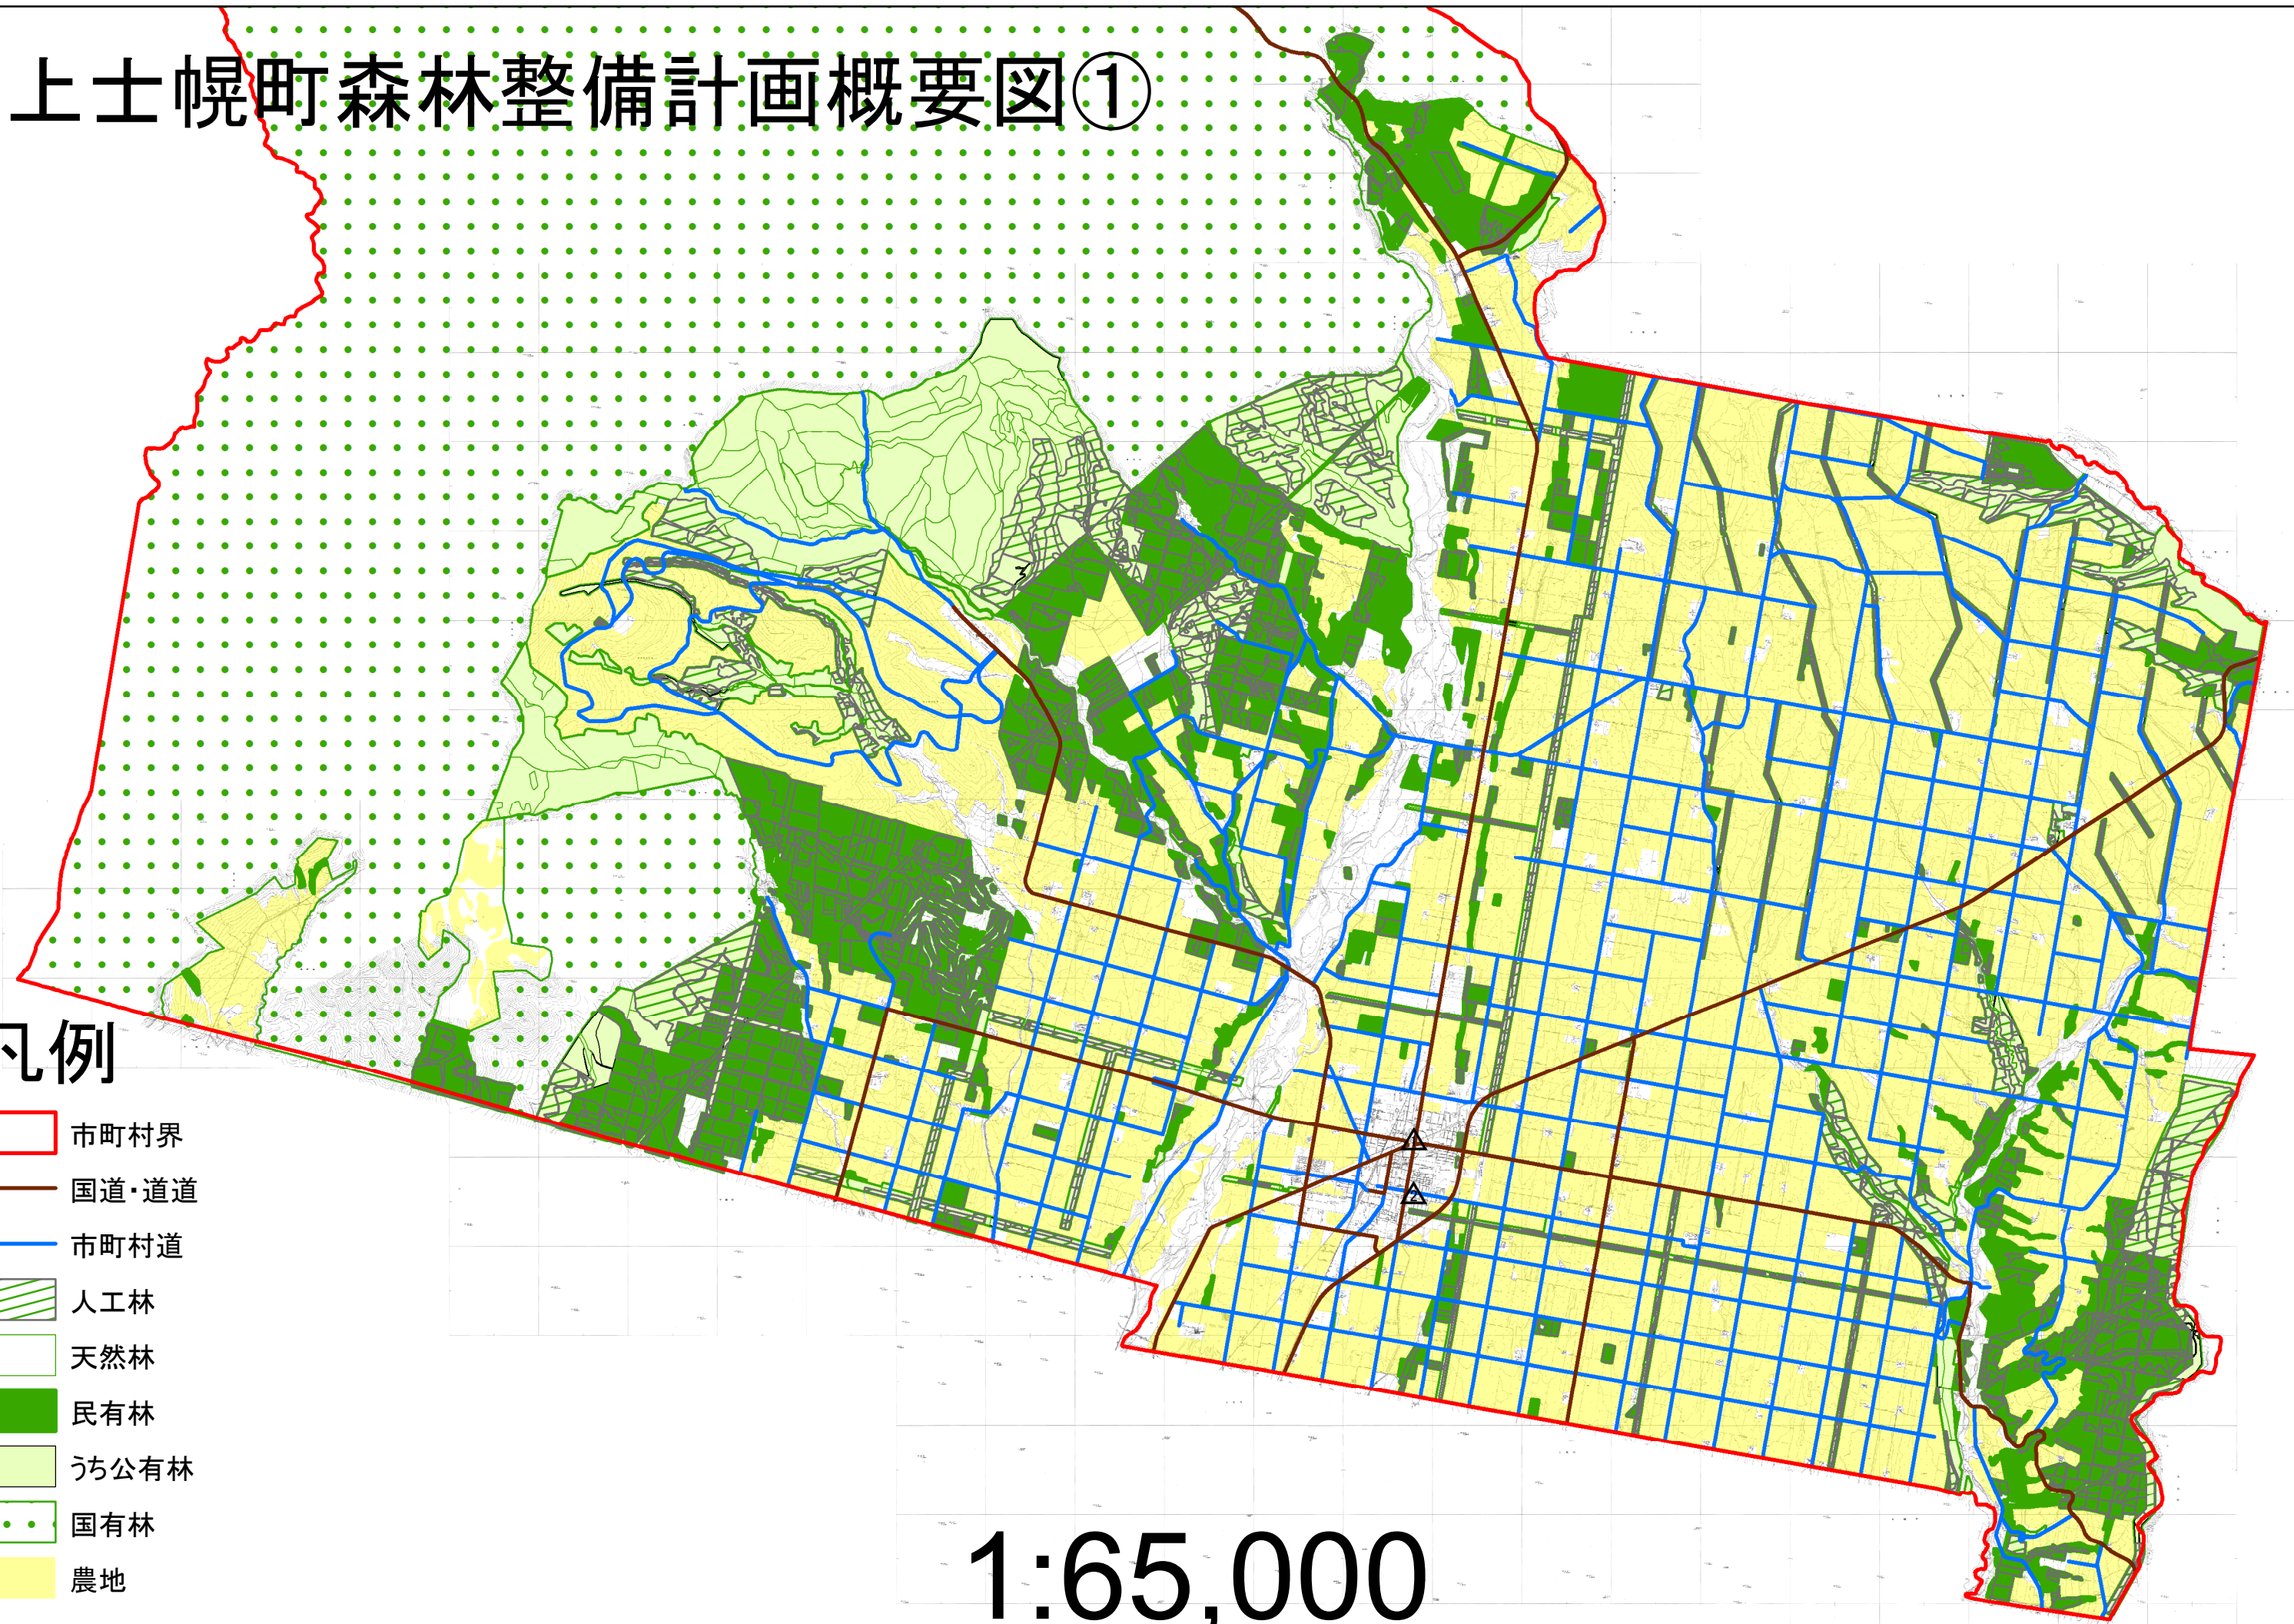 上士幌町森林整備計画概要図①
凡例
市町村界
国道・道道
市町村道
人工林
天然林
民有林
うち公有林
国有林
農地
1
2
1:65,000